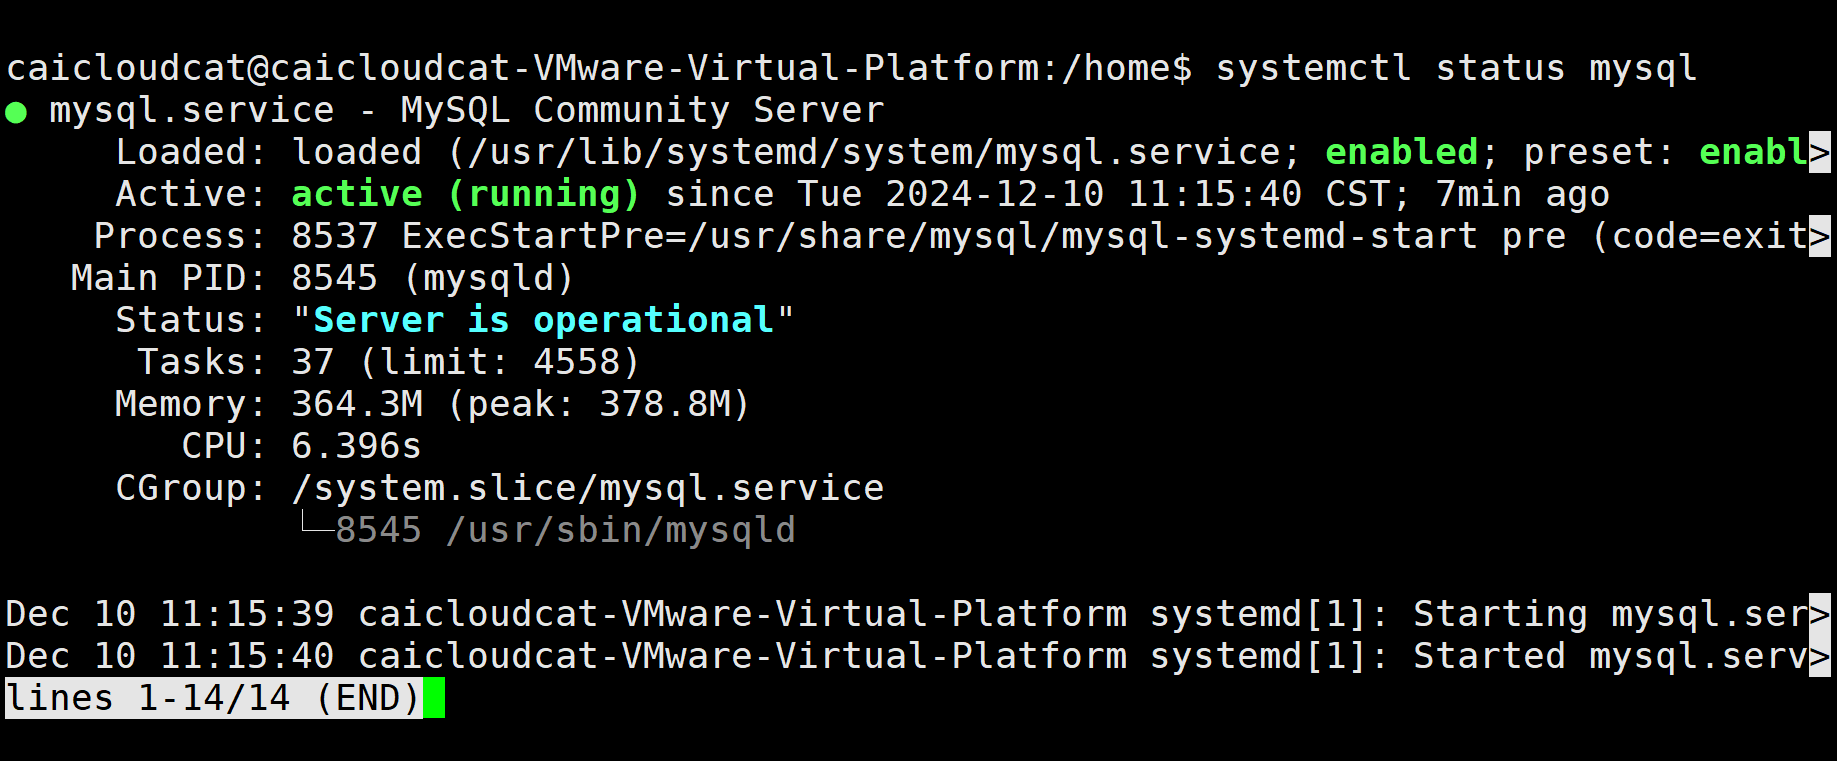 caicloudcat@caicloudcat-VMware-Virtual-Platform:/home$ systemctl status mysql
● mysql.service - MySQL Community Server
     Loaded: loaded (/usr/lib/systemd/system/mysql.service; enabled; preset: enabl>
     Active: active (running) since Tue 2024-12-10 11:15:40 CST; 7min ago
    Process: 8537 ExecStartPre=/usr/share/mysql/mysql-systemd-start pre (code=exit>
   Main PID: 8545 (mysqld)
     Status: "Server is operational"
      Tasks: 37 (limit: 4558)
     Memory: 364.3M (peak: 378.8M)
        CPU: 6.396s
     CGroup: /system.slice/mysql.service
             └─8545 /usr/sbin/mysqld
Dec 10 11:15:39 caicloudcat-VMware-Virtual-Platform systemd[1]: Starting mysql.ser>
Dec 10 11:15:40 caicloudcat-VMware-Virtual-Platform systemd[1]: Started mysql.serv>
lines 1-14/14 (END)